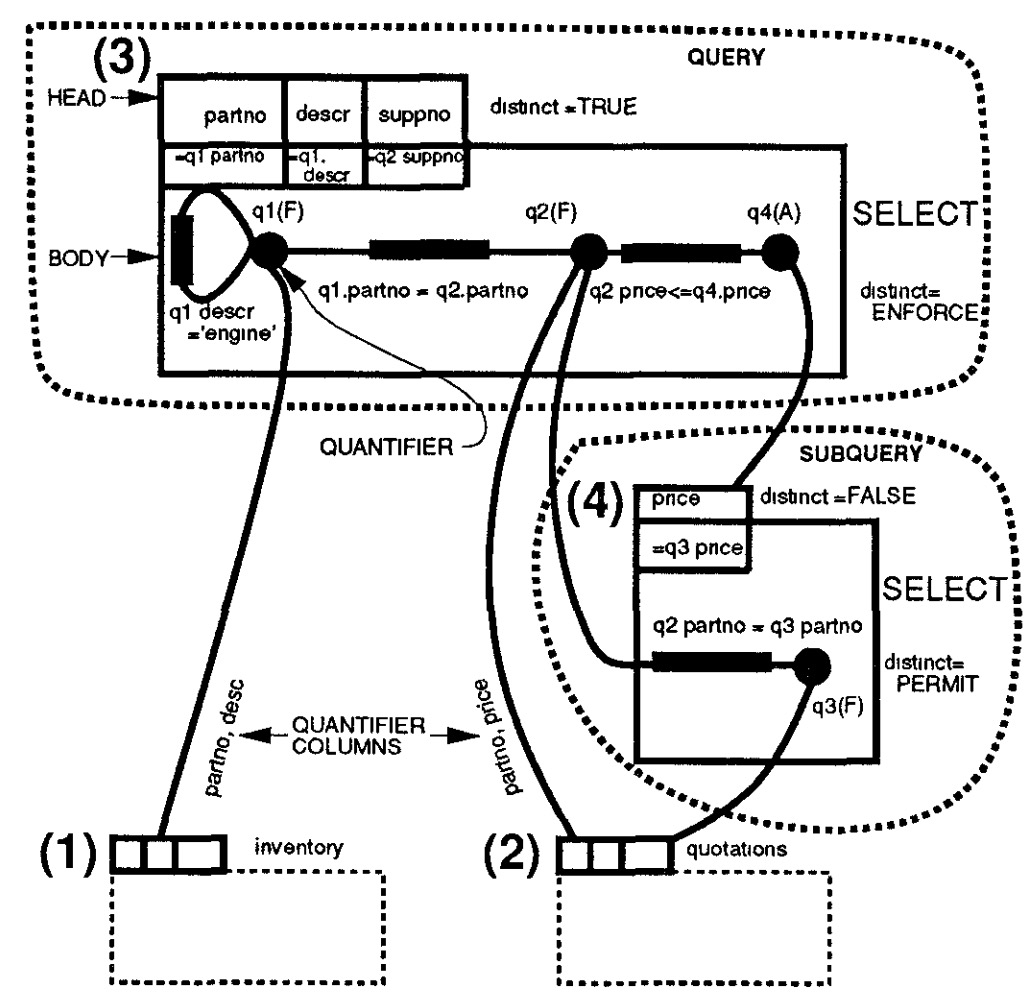 (3)
QUERY
HEAD
partno
descr
suppno
distinct =TRUE
=q1 partno
=q1.
descr
=q2 suppno
q1(F)
q2(F)
q4(A)
SELECT
BODY
q1.partno = q2.partno
q2 price<=q4.price
distinct=
ENFORCE
q1 descr
='engine'
QUANTIFIER
SUBQUERY
(4)
price
distinct =FALSE
=q3 price
SELECT
q2 partno = q3 partno
distinct=
PERMIT
q3(F)
partno, desc
QUANTIFIER
COLUMNS
partno, price
(1)
inventory
(2)
quotations